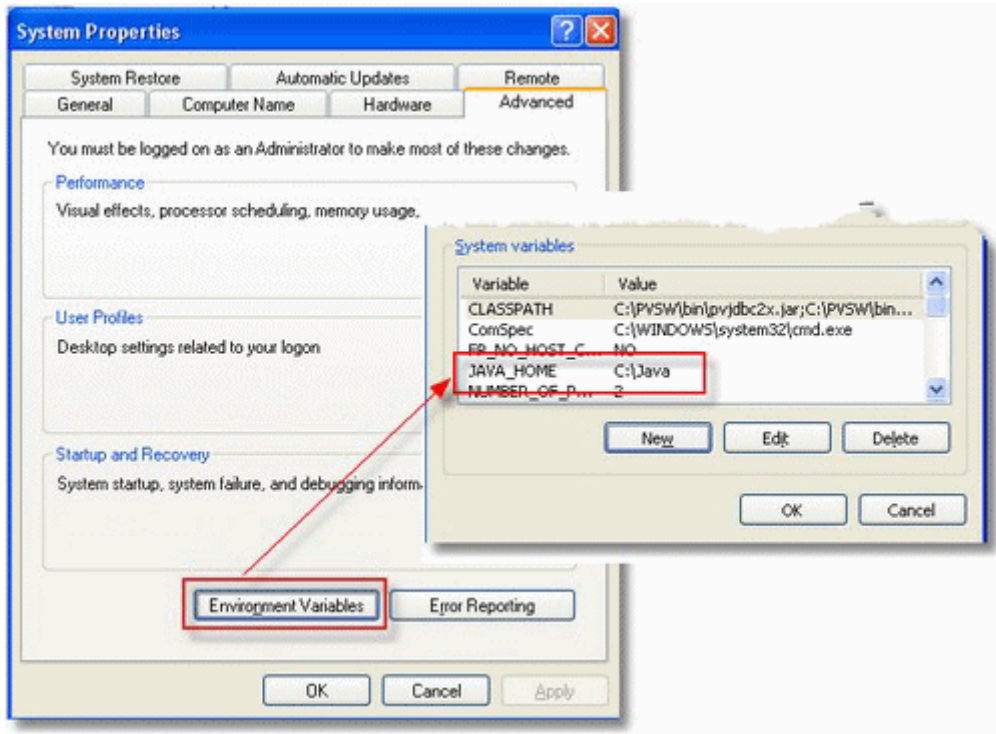 System Properties
System Restore Automatic Updates Remote
General Computer Name Hardware Advanced
You must be logged on as an Administrator to make most of these changes.
Performance
Visual effects, processor scheduling, memory usage,
User Profiles
Desktop settings related to your logon
Startup and Recovery
System startup, system failure, and debugging inform
Environment Variables Error Reporting
OK Cancel Apply
System variables
Variable Value
CLASSPATH C:\PVSW\bin\pvjdbc2x.jar;C:\PVSW\bin...
ComSpec C:\WINDOWS\system32\cmd.exe
FP_NO_HOST_C... NO
JAVA_HOME C:\Java
NUMBER_OF_P... 2
New Edit Delete
OK Cancel